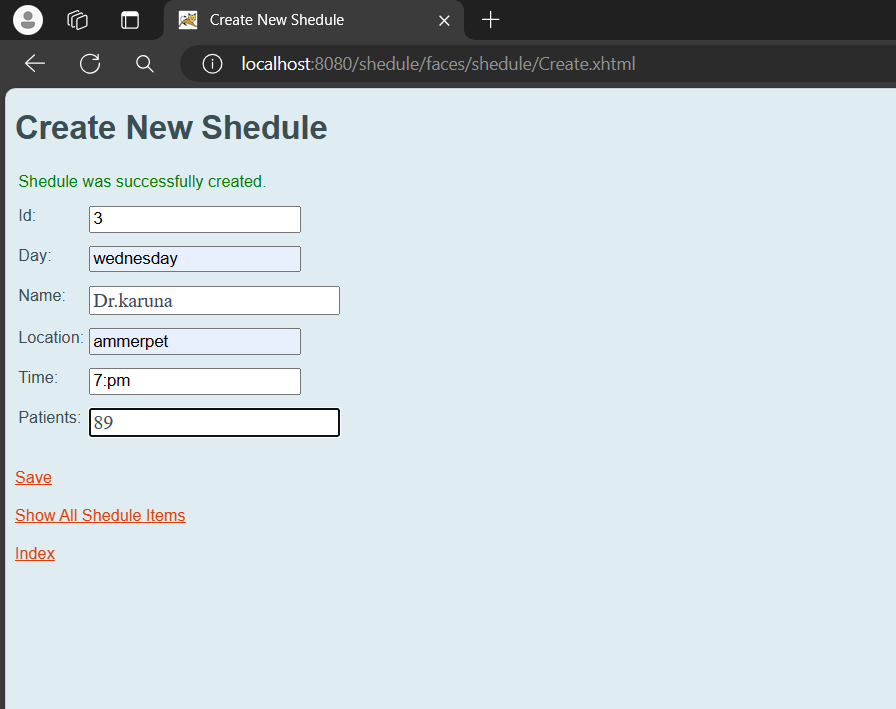 Create New Shedule
localhost:8080/shedule/faces/shedule/Create.xhtml
Create New Shedule
Shedule was successfully created.
Id: 3
Day: wednesday
Name: Dr.karuna
Location: ammerpet
Time: 7:pm
Patients: 89
Save
Show All Shedule Items
Index